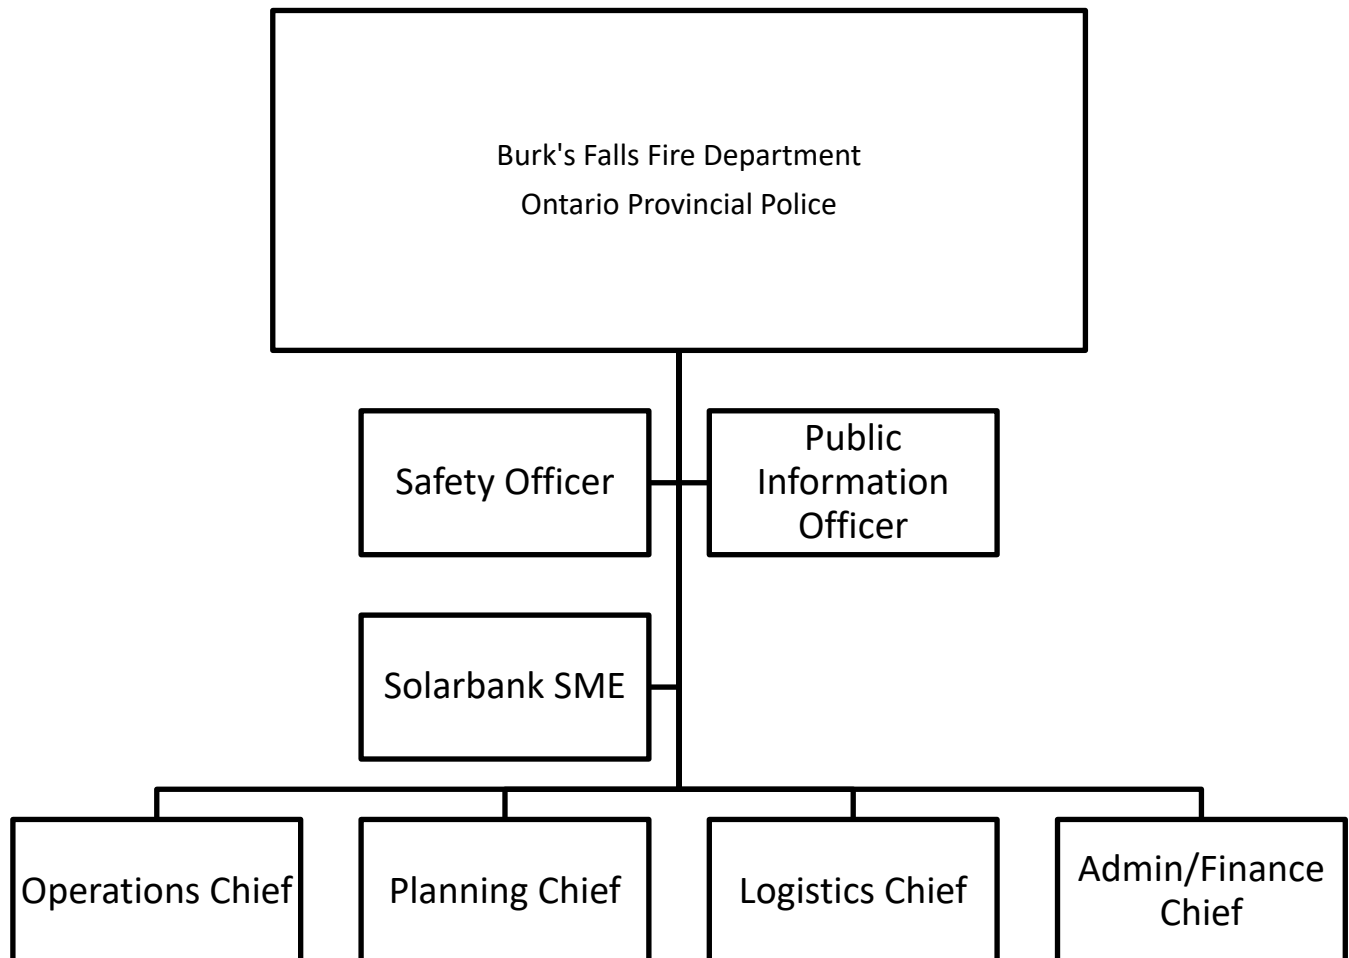 Burk's Falls Fire Department
Ontario Provincial Police
Safety Officer
Public
Information
Officer
Solarbank SME
Operations Chief
Planning Chief
Logistics Chief
Admin/Finance
Chief